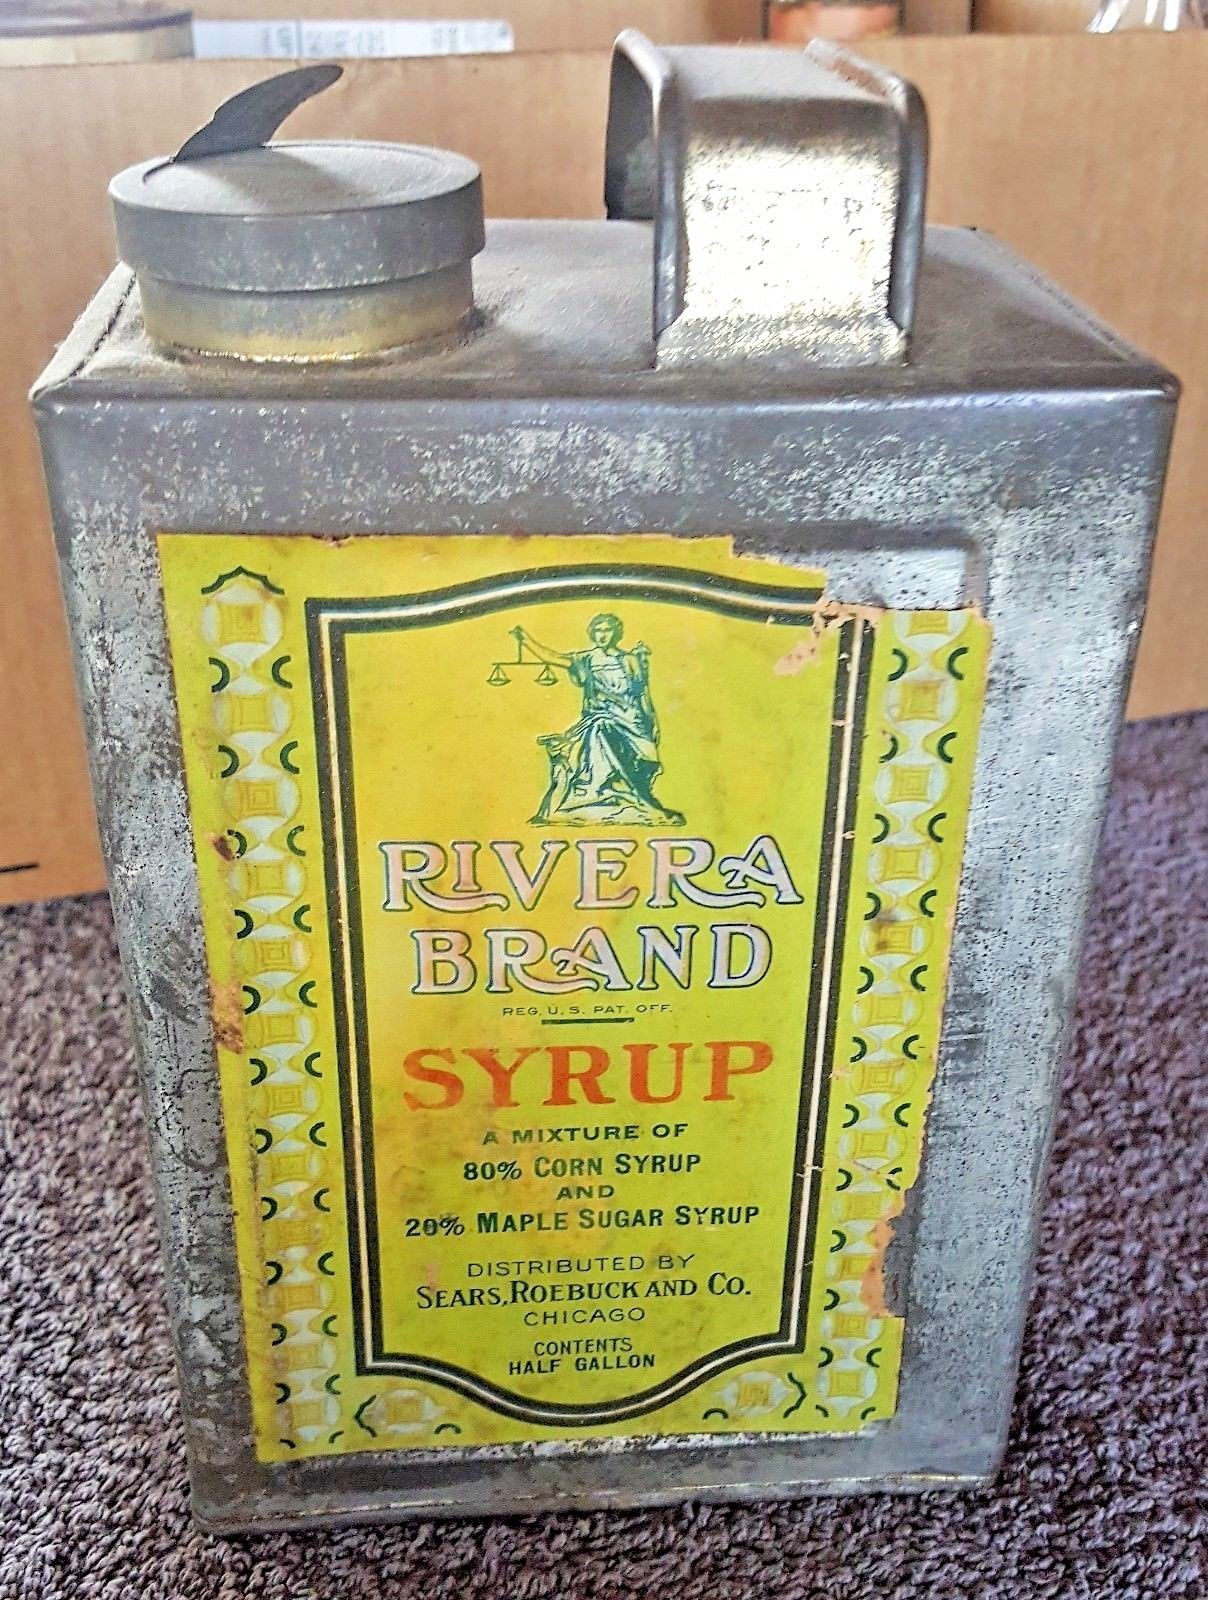 RIVERA
BRAND
REG. U. S. PAT. OFF.
SYRUP
A MIXTURE OF
80% CORN SYRUP
AND
20% MAPLE SUGAR SYRUP
DISTRIBUTED BY
SEARS, ROEBUCK AND CO.
CHICAGO
CONTENTS
HALF GALLON